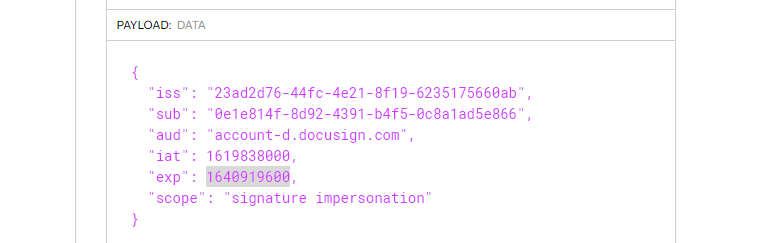 PAYLOAD: DATA
{
"iss": "23ad2d76-44fc-4e21-8f19-6235175660ab",
"sub": "0e1e814f-8d92-4391-b4f5-0c8a1ad5e866",
"aud": "account-d.docusign.com",
"iat": 1619838000,
"exp": 1640919600,
"scope": "signature impersonation"
}